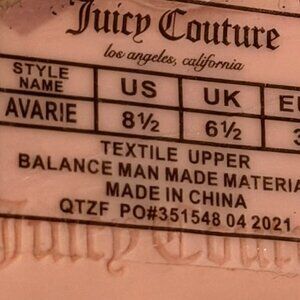 Juicy Couture
los angeles, california
STYLE NAME US UK
AVARIE 8½ 6½
TEXTILE UPPER
BALANCE MAN MADE
MADE IN CHINA
QTZF PO#351548 04 2021
Juicy